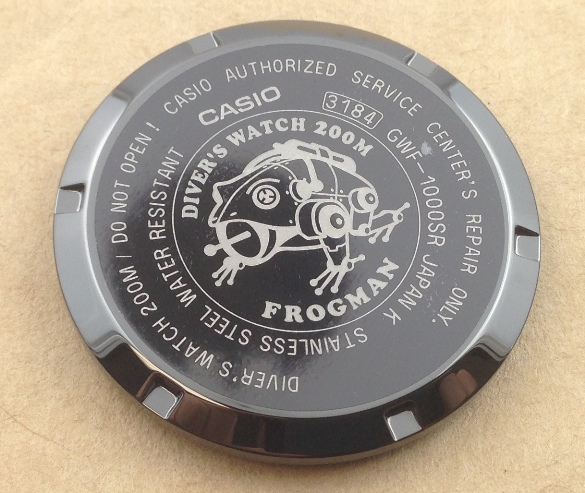 DIVER'S WATCH 200M / DO NOT OPEN! CASIO AUTHORIZED SERVICE CENTER'S REPAIR ONLY.
CASIO
3184
GWF-1000SR JAPAN K
STAINLESS STEEL WATER RESISTANT
DIVER'S WATCH 200M
FROGMAN